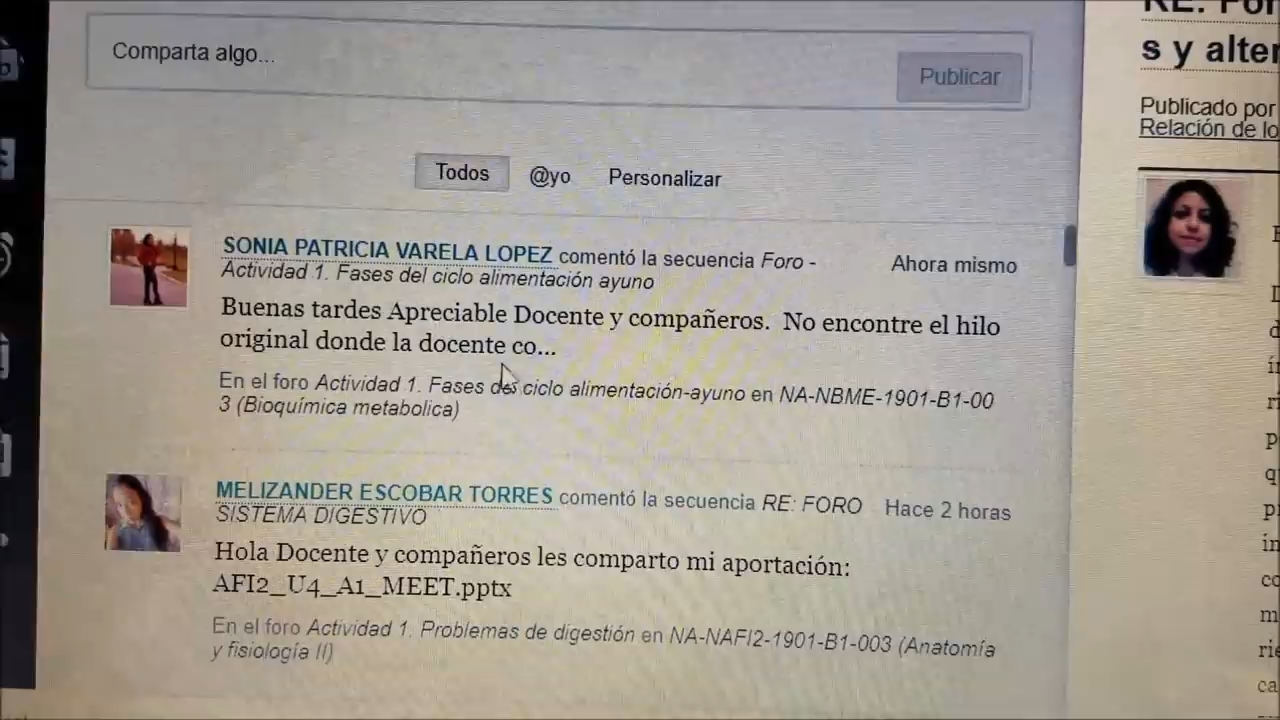 Comparta algo...
Publicar
Todos
@yo
Personalizar
SONIA PATRICIA VARELA LOPEZ comentó la secuencia Foro -
Ahora mismo
Actividad 1. Fases del ciclo alimentación ayuno
Buenas tardes Apreciable Docente y compañeros. No encontre el hilo
original donde la docente co...
En el foro Actividad 1. Fases del ciclo alimentación-ayuno en NA-NBME-1901-B1-00
3 (Bioquímica metabolica)
MELIZANDER ESCOBAR TORRES comentó la secuencia RE: FORO
Hace 2 horas
SISTEMA DIGESTIVO
Hola Docente y compañeros les comparto mi aportación:
AFI2_U4_A1_MEET.pptx
En el foro Actividad 1. Problemas de digestión en NA-NAFI2-1901-B1-003 (Anatomía
y fisiología II)
s y alter
Publicado por
Relación de lo